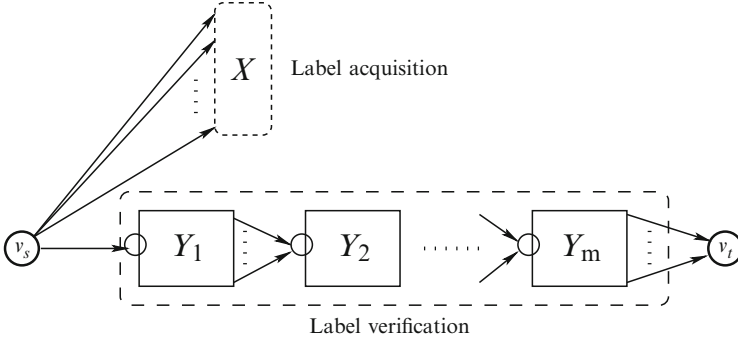 X
Label acquisition
v_s
Y_1
Y_2
Y_m
v_t
Label verification